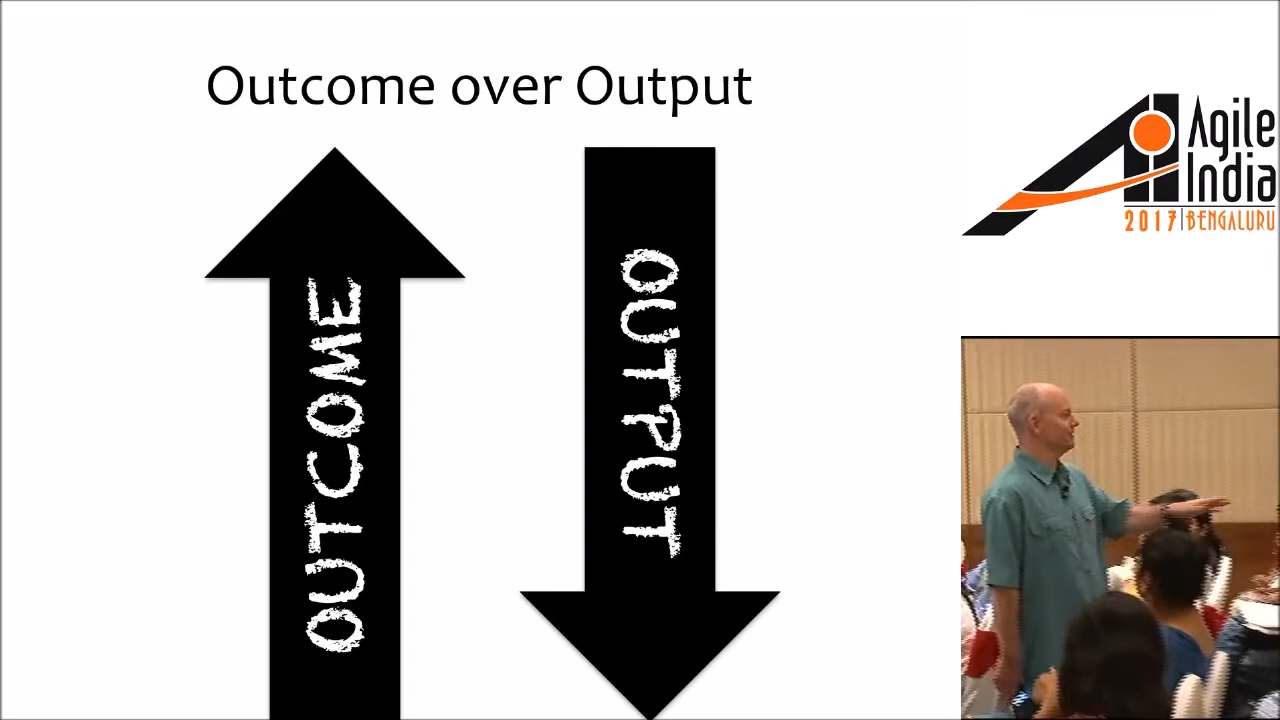 Outcome over Output
OUTCOME
OUTPUT
Agile
India
2017 | BENGALURU